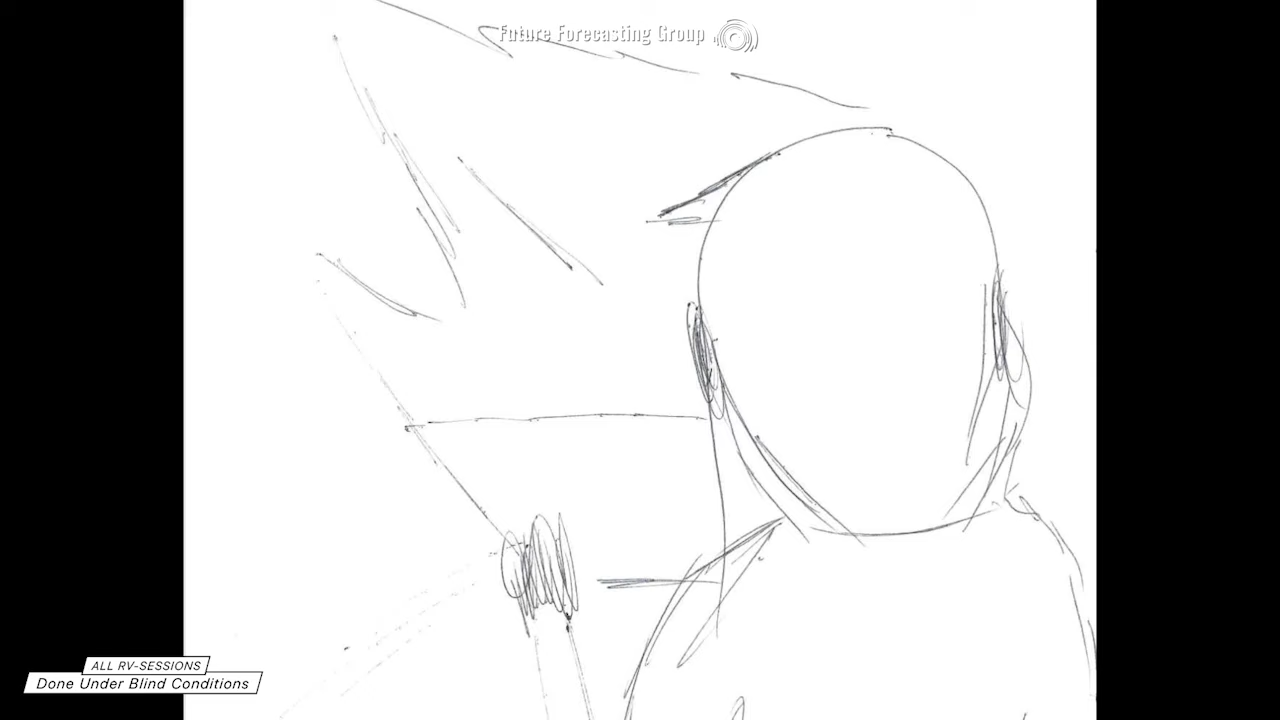 Future Forecasting Group
ALL RV-SESSIONS
Done Under Blind Conditions